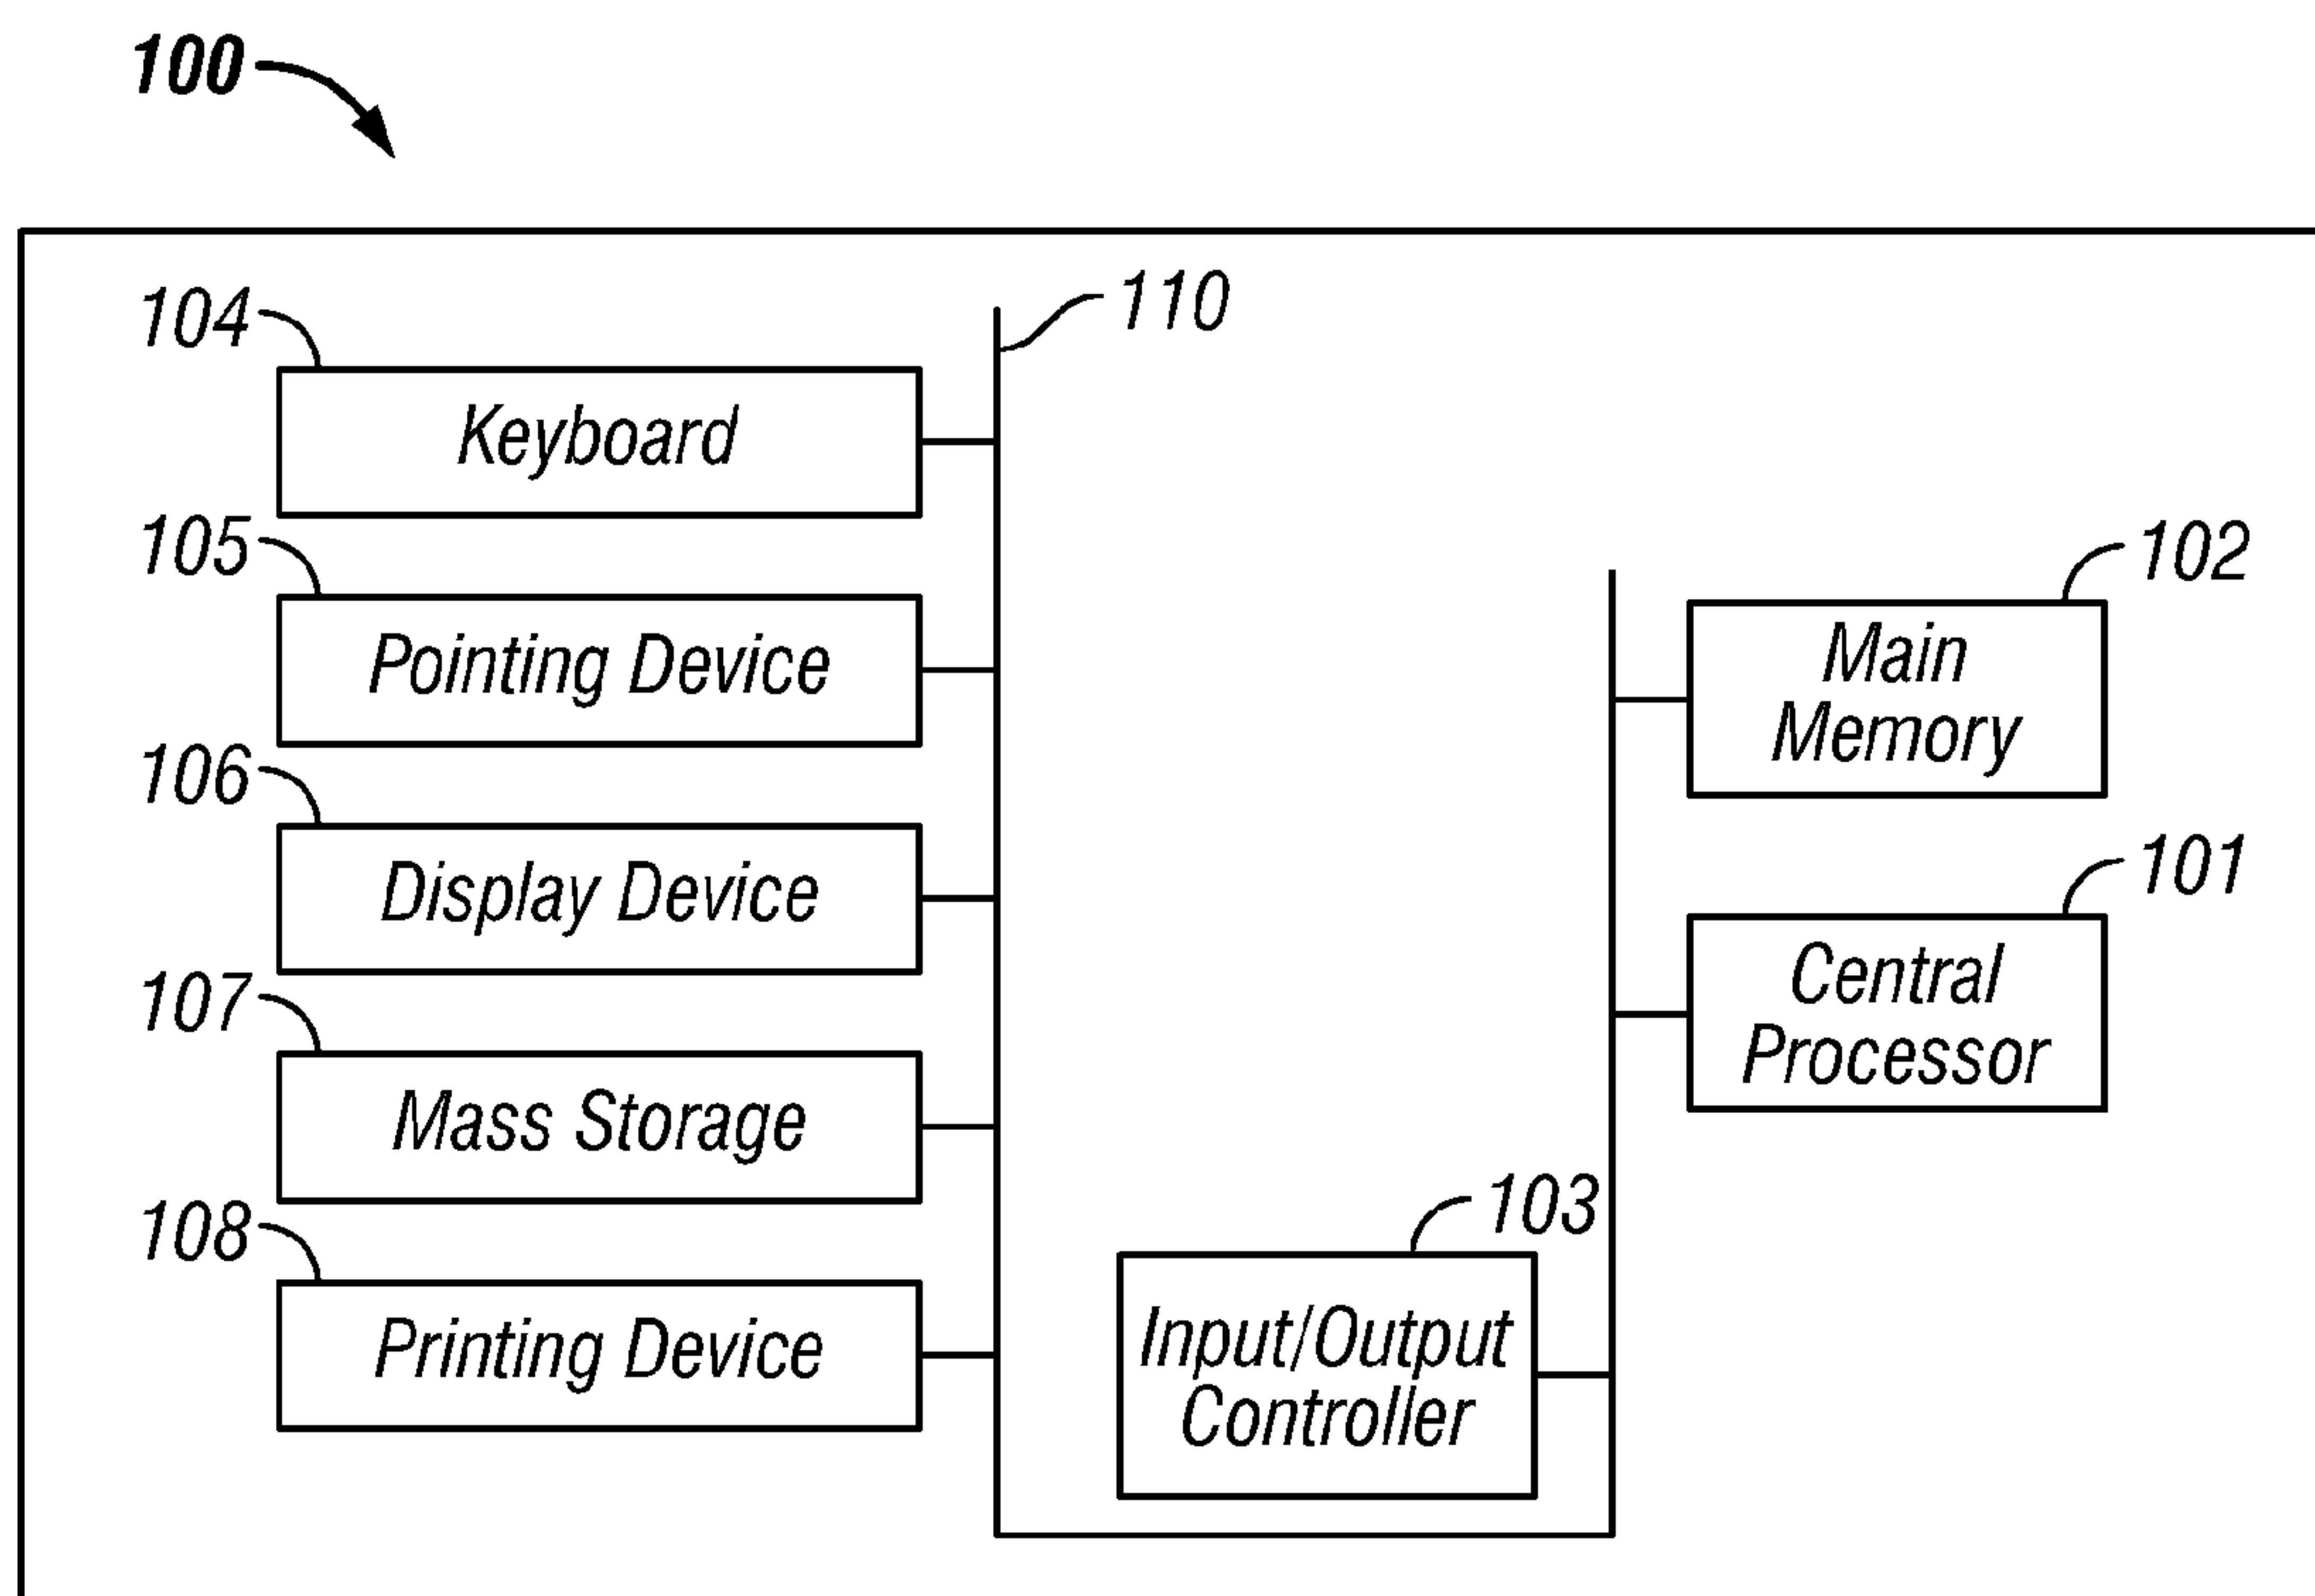 100
110
104
Keyboard
105
Pointing Device
106
Display Device
107
Mass Storage
108
Printing Device
102
Main
Memory
101
Central
Processor
103
Input/Output
Controller